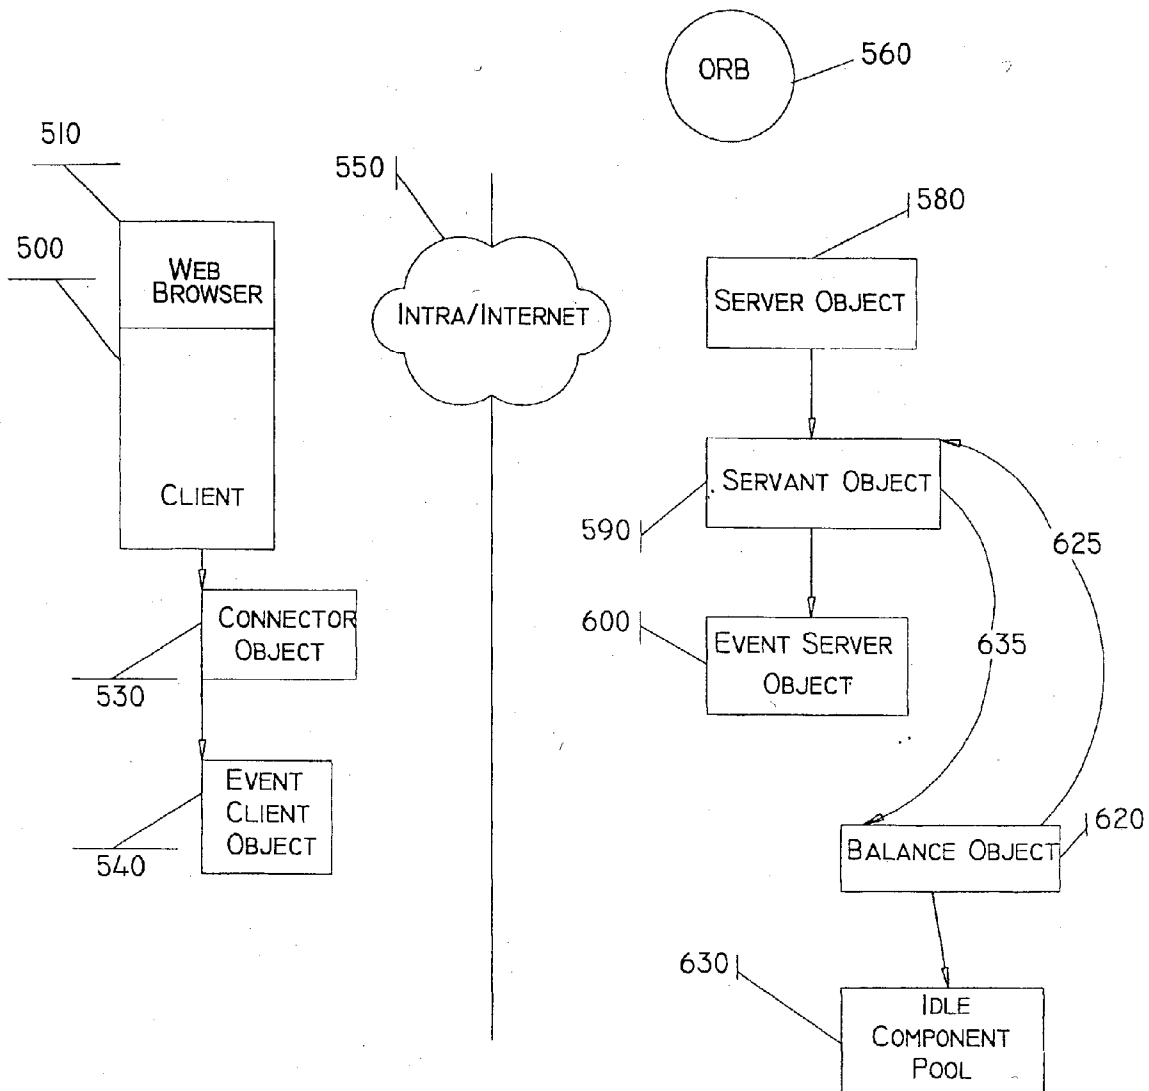 ORB
560
510
550
580
500
WEB
BROWSER
INTRA/INTERNET
SERVER OBJECT
CLIENT
SERVANT OBJECT
590
625
CONNECTOR
OBJECT
600
EVENT SERVER
OBJECT
635
530
EVENT
CLIENT
OBJECT
540
620
BALANCE OBJECT
630
IDLE
COMPONENT
POOL